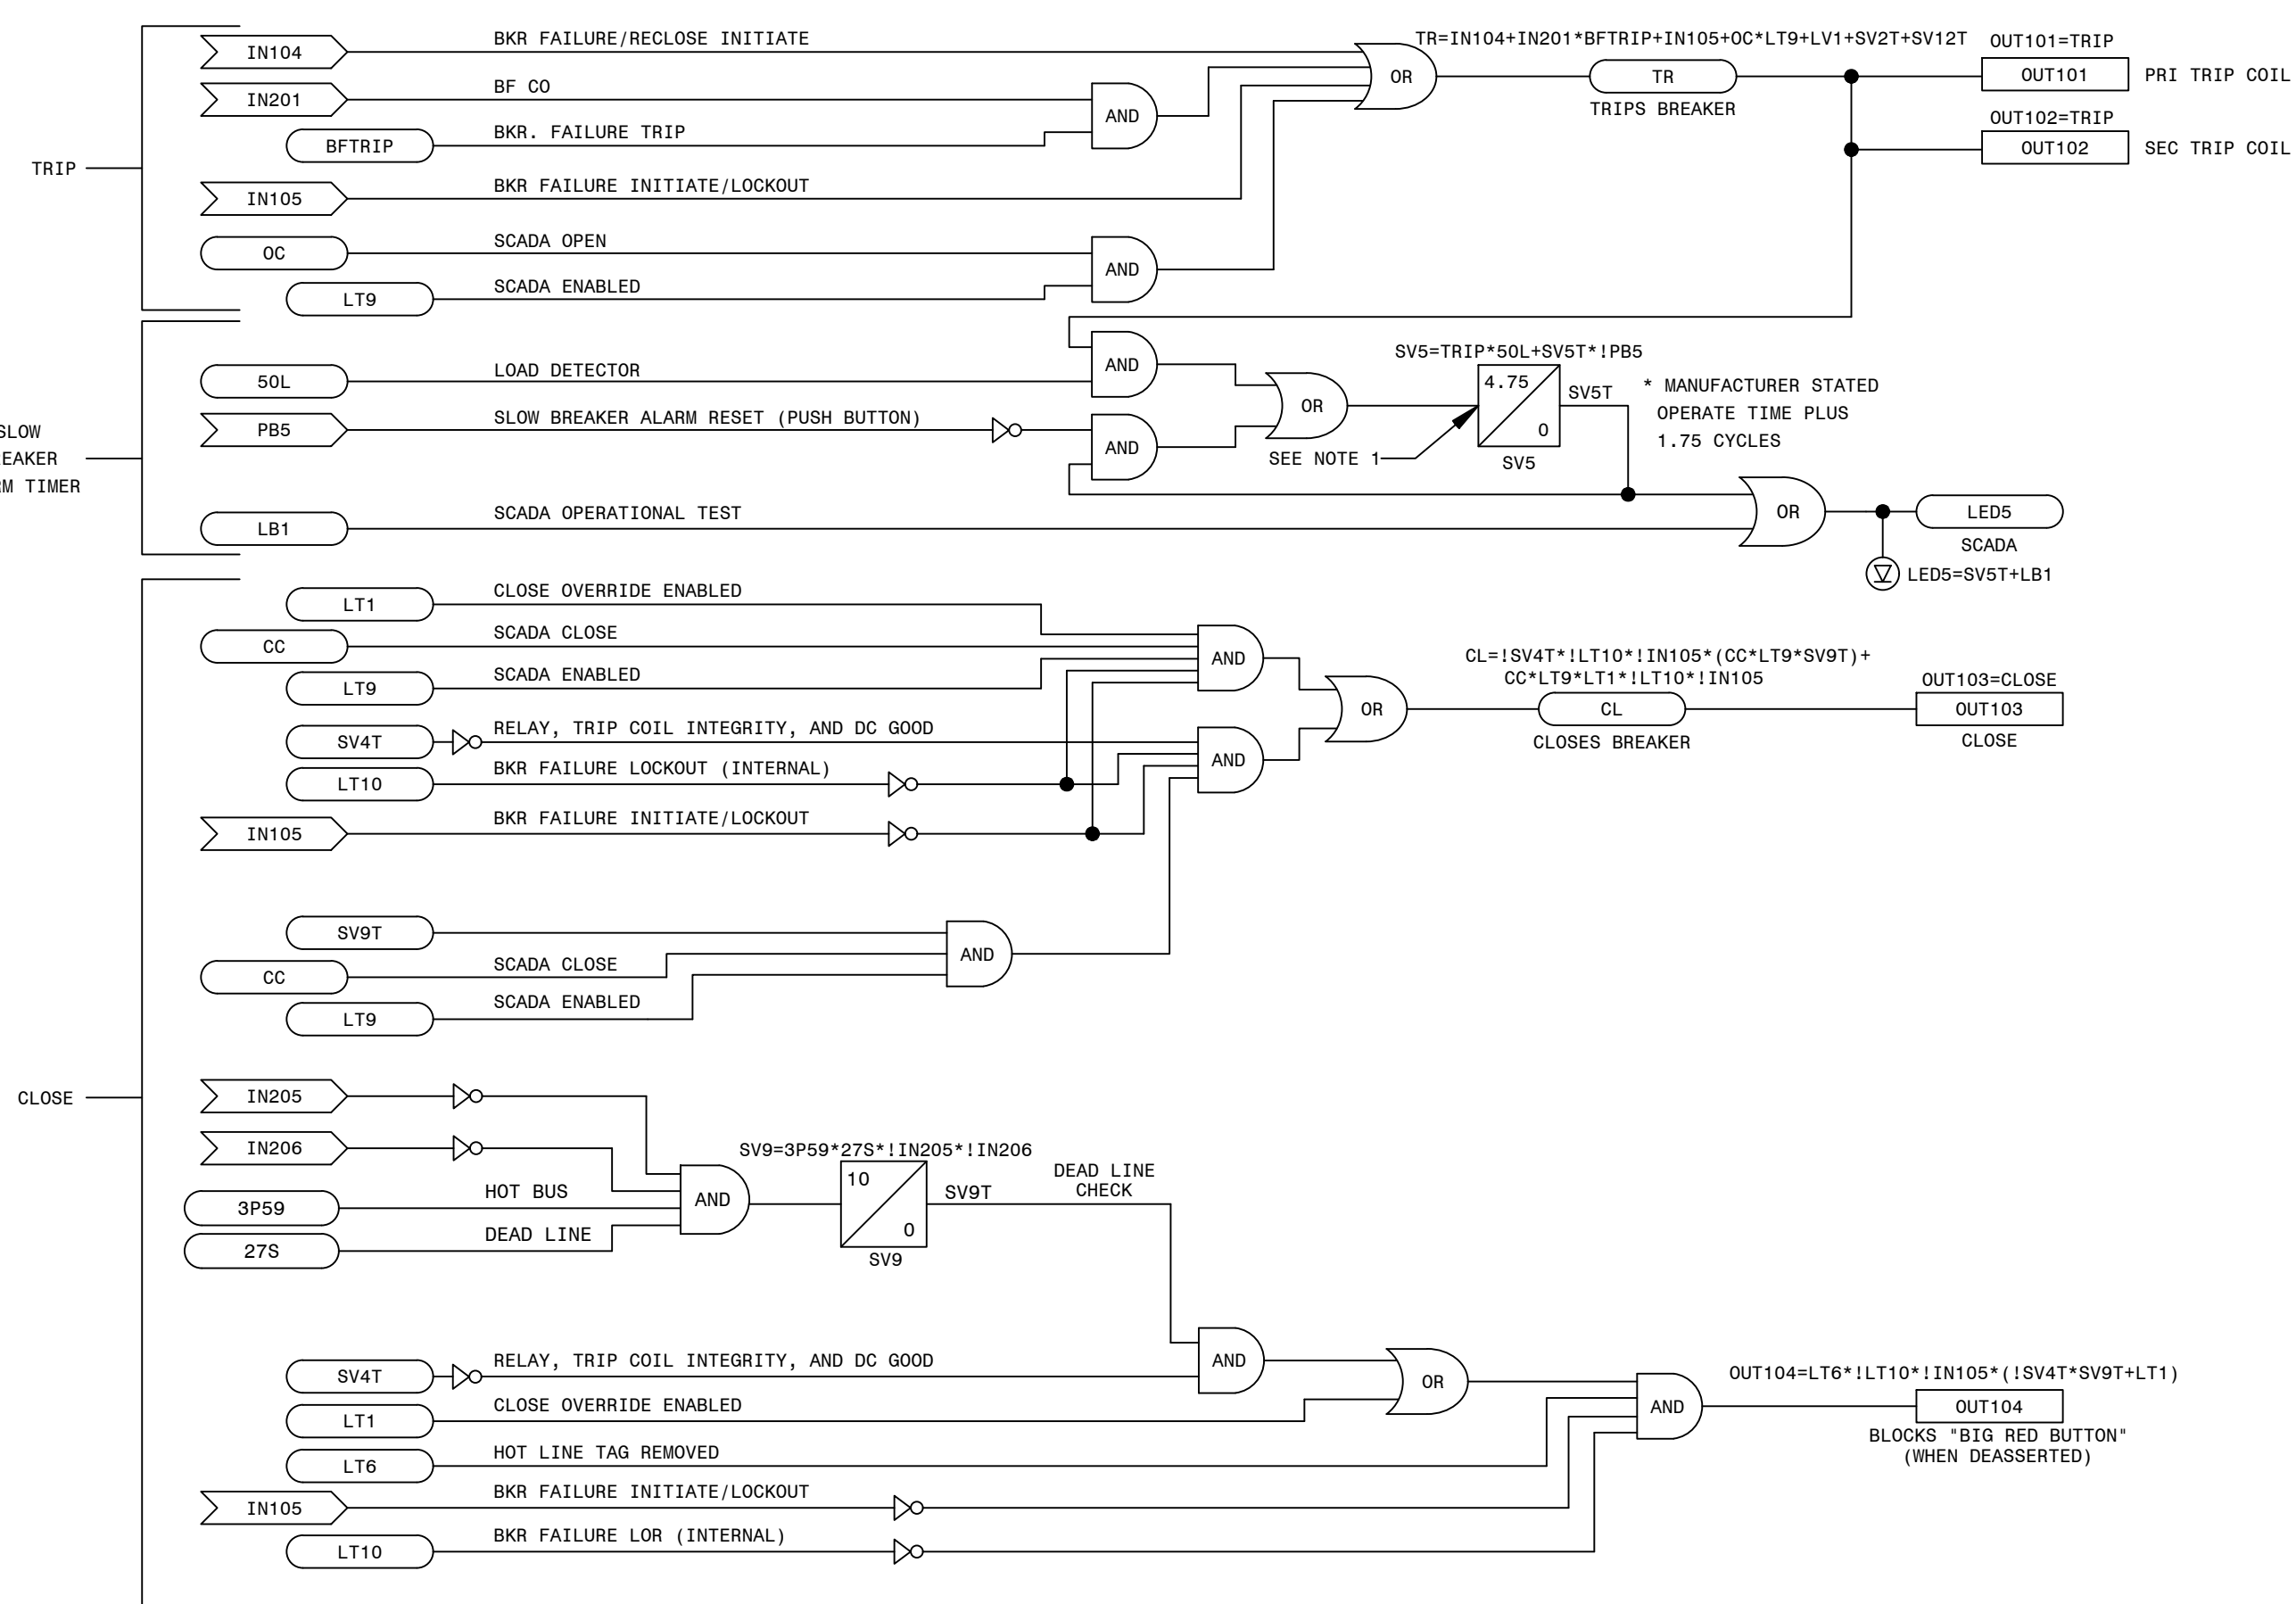 IN104
BKR FAILURE/RECLOSE INITIATE
OR
TR=IN104+IN201*BFTRIP+IN105+OC*LT9+LV1+SV2T+SV12T
TR
TRIPS BREAKER
OUT101=TRIP
OUT101
PRI TRIP COIL
OUT102=TRIP
OUT102
SEC TRIP COIL
IN201
BF CO
AND
BFTRIP
BKR. FAILURE TRIP
TRIP
IN105
BKR FAILURE INITIATE/LOCKOUT
OC
SCADA OPEN
AND
LT9
SCADA ENABLED
50L
LOAD DETECTOR
AND
OR
SV5=TRIP*50L+SV5T*!PB5
4.75
0
SV5
SV5T
* MANUFACTURER STATED
OPERATE TIME PLUS
1.75 CYCLES
PB5
SLOW BREAKER ALARM RESET (PUSH BUTTON)
AND
SEE NOTE 1
SLOW
EAKER
M TIMER
LB1
SCADA OPERATIONAL TEST
OR
LED5
SCADA
LED5=SV5T+LB1
LT1
CLOSE OVERRIDE ENABLED
CC
SCADA CLOSE
AND
LT9
SCADA ENABLED
OR
CL=!SV4T*!LT10*!IN105*(CC*LT9*SV9T)+
CC*LT9*LT1*!LT10*!IN105
CL
CLOSES BREAKER
OUT103=CLOSE
OUT103
CLOSE
SV4T
RELAY, TRIP COIL INTEGRITY, AND DC GOOD
AND
LT10
BKR FAILURE LOCKOUT (INTERNAL)
IN105
BKR FAILURE INITIATE/LOCKOUT
SV9T
AND
CC
SCADA CLOSE
LT9
SCADA ENABLED
CLOSE
IN205
IN206
3P59
HOT BUS
AND
27S
DEAD LINE
SV9=3P59*27S*!IN205*!IN206
10
0
SV9
SV9T
DEAD LINE
CHECK
SV4T
RELAY, TRIP COIL INTEGRITY, AND DC GOOD
AND
OR
LT1
CLOSE OVERRIDE ENABLED
AND
OUT104=LT6*!LT10*!IN105*(!SV4T*SV9T+LT1)
OUT104
BLOCKS "BIG RED BUTTON"
(WHEN DEASSERTED)
LT6
HOT LINE TAG REMOVED
IN105
BKR FAILURE INITIATE/LOCKOUT
LT10
BKR FAILURE LOR (INTERNAL)